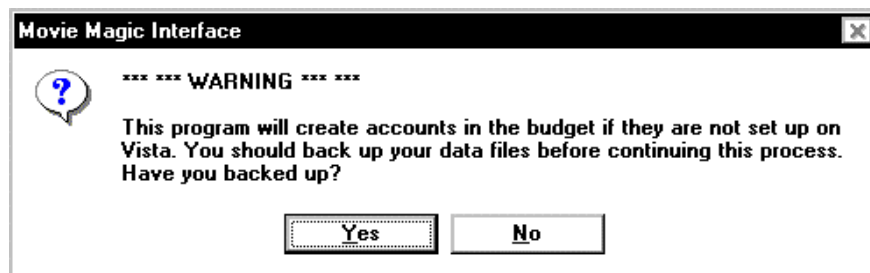 Movie Magic Interface
*** *** WARNING *** ***
This program will create accounts in the budget if they are not set up on
Vista. You should back up your data files before continuing this process.
Have you backed up?
Yes No